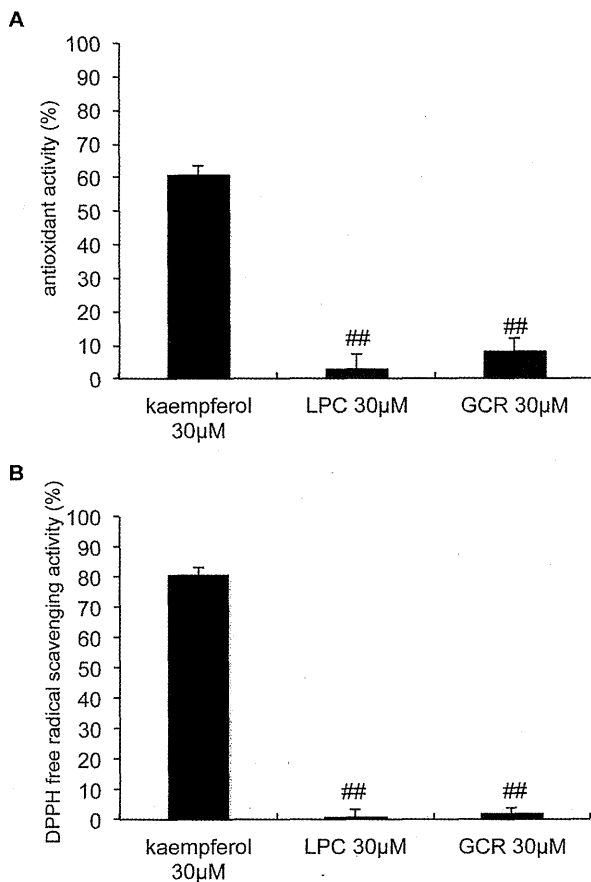 A
antioxidant activity (%)
100
90
80
70
60
50
40
30
20
10
0
##
##
kaempferol
30µM
LPC 30µM
GCR 30µM
B
DPPH free radical scavenging activity (%)
100
90
80
70
60
50
40
30
20
10
0
##
##
kaempferol
30µM
LPC 30µM
GCR 30µM